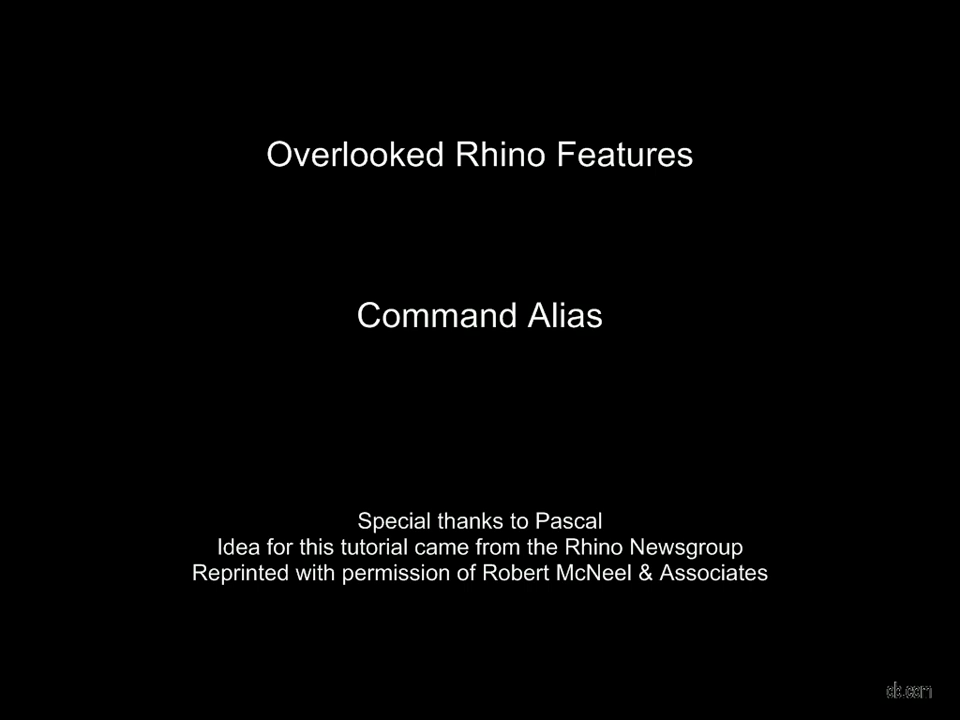 Overlooked Rhino Features
Command Alias
Special thanks to Pascal
Idea for this tutorial came from the Rhino Newsgroup
Reprinted with permission of Robert McNeel & Associates